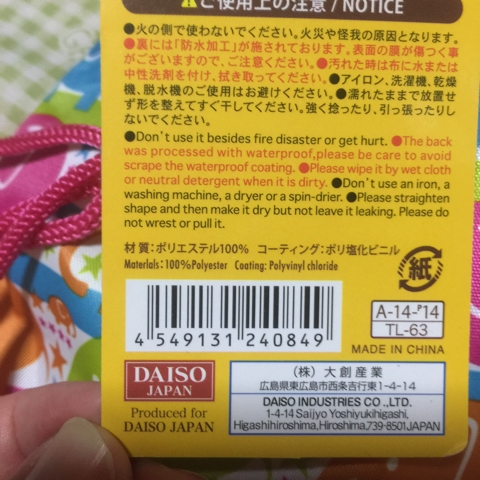 ⚠ご使用上の注意 / NOTICE
●火の側で使わないでください。火災や怪我の原因となります。
●裏には「防水加工」が施されております。表面の膜が傷つく事
がございますので、ご注意ください。●汚れた時は布に水または
中性洗剤を付け、拭き取ってください。●アイロン、洗濯機、乾燥
機、脱水機のご使用はお避けください。●濡れたままで放置せ
ず形を整えてすぐ干してください。強く捻ったり、引っ張ったりし
ないでください。
●Don't use it besides fire disaster or get hurt. ●The back
was processed with waterproof,please be care to avoid
scrape the waterproof coating. ●Please wipe it by wet cloth
or neutral detergent when it is dirty. ●Don't use an iron, a
washing machine, a dryer or a spin-drier. ●Please straighten
shape and then make it dry but not leave it leaking. Please do
not wrest or pull it.
材質:ポリエステル100% コーティング:ポリ塩化ビニル
Materials:100%Polyester Coating: Polyvinyl chloride
紙
A-14-'14
TL-63
MADE IN CHINA
4 549131 240849
DAISO
JAPAN
Produced for
DAISO JAPAN
(株)大創産業
広島県東広島市西条吉行東1-4-14
DAISO INDUSTRIES CO.,LTD.
1-4-14 Saijyo Yoshiyukihigashi,
Higashihiroshima,Hiroshima,739-8501JAPAN